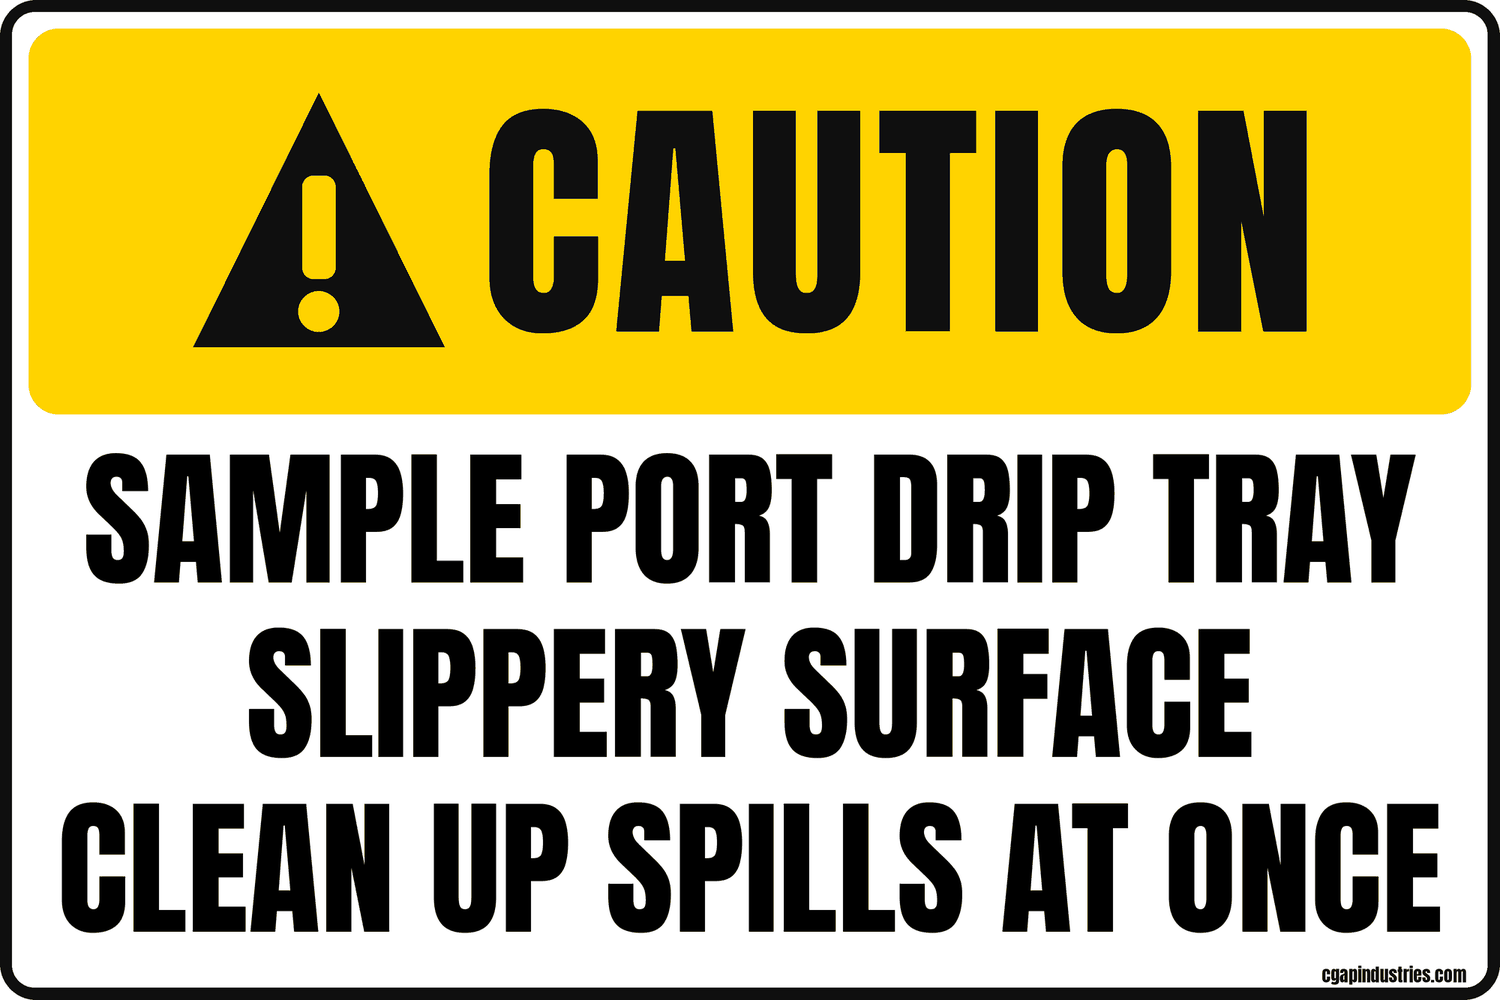 CAUTION
SAMPLE PORT DRIP TRAY
SLIPPERY SURFACE
CLEAN UP SPILLS AT ONCE
cgapindustries.com